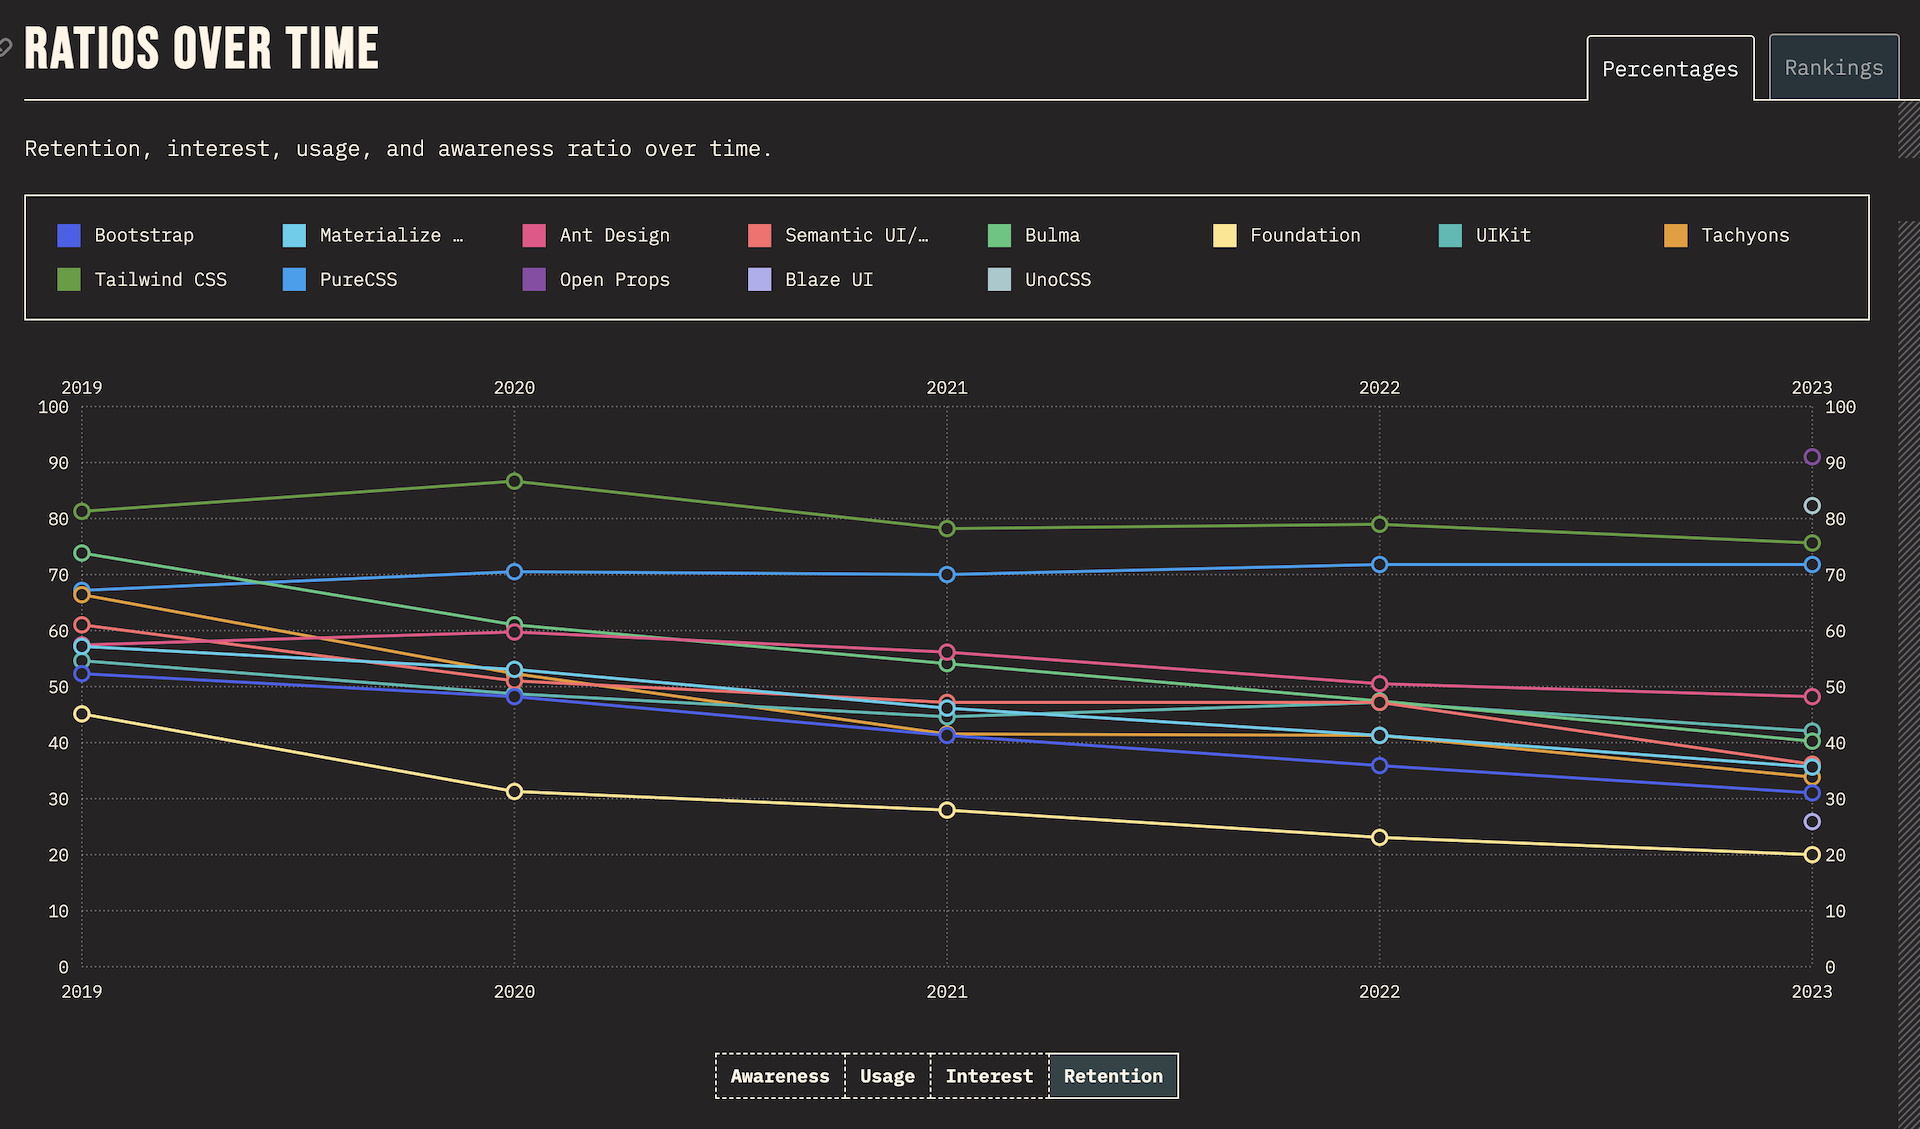 RATIOS OVER TIME
Percentages
Rankings
Retention, interest, usage, and awareness ratio over time.
Bootstrap Materialize … Ant Design Semantic UI/… Bulma Foundation UIKit Tachyons
Tailwind CSS PureCSS Open Props Blaze UI UnoCSS
2019 2020 2021 2022 2023
100 100
90 90
80 80
70 70
60 60
50 50
40 40
30 30
20 20
10 10
0 0
2019 2020 2021 2022 2023
Awareness Usage Interest Retention